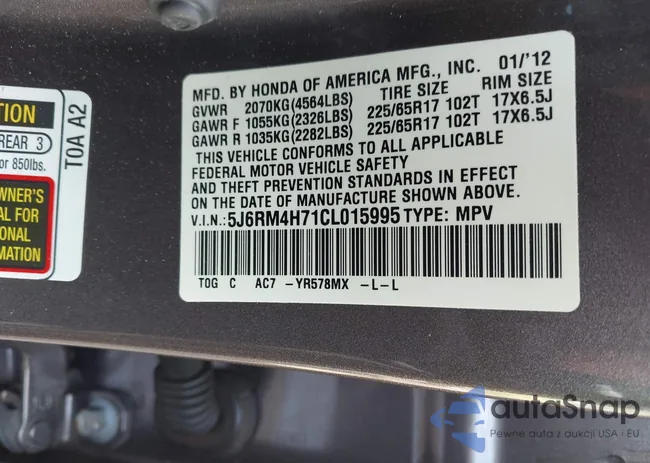 TION
REAR 3
or 850lbs.
WNER'S
AL FOR
ONAL
MATION
TOA A2
MFD. BY HONDA OF AMERICA MFG., INC. 01/'12
GVWR 2070KG(4564LBS) TIRE SIZE RIM SIZE
GAWR F 1055KG(2326LBS) 225/65R17 102T 17X6.5J
GAWR R 1035KG(2282LBS) 225/65R17 102T 17X6.5J
THIS VEHICLE CONFORMS TO ALL APPLICABLE
FEDERAL MOTOR VEHICLE SAFETY
AND THEFT PREVENTION STANDARDS IN EFFECT
ON THE DATE OF MANUFACTURE SHOWN ABOVE.
V.I.N.:5J6RM4H71CL015995 TYPE: MPV
TOG C AC7 -YR578MX -L-L
autoSnap
Pewne auta z aukcji USA i EU